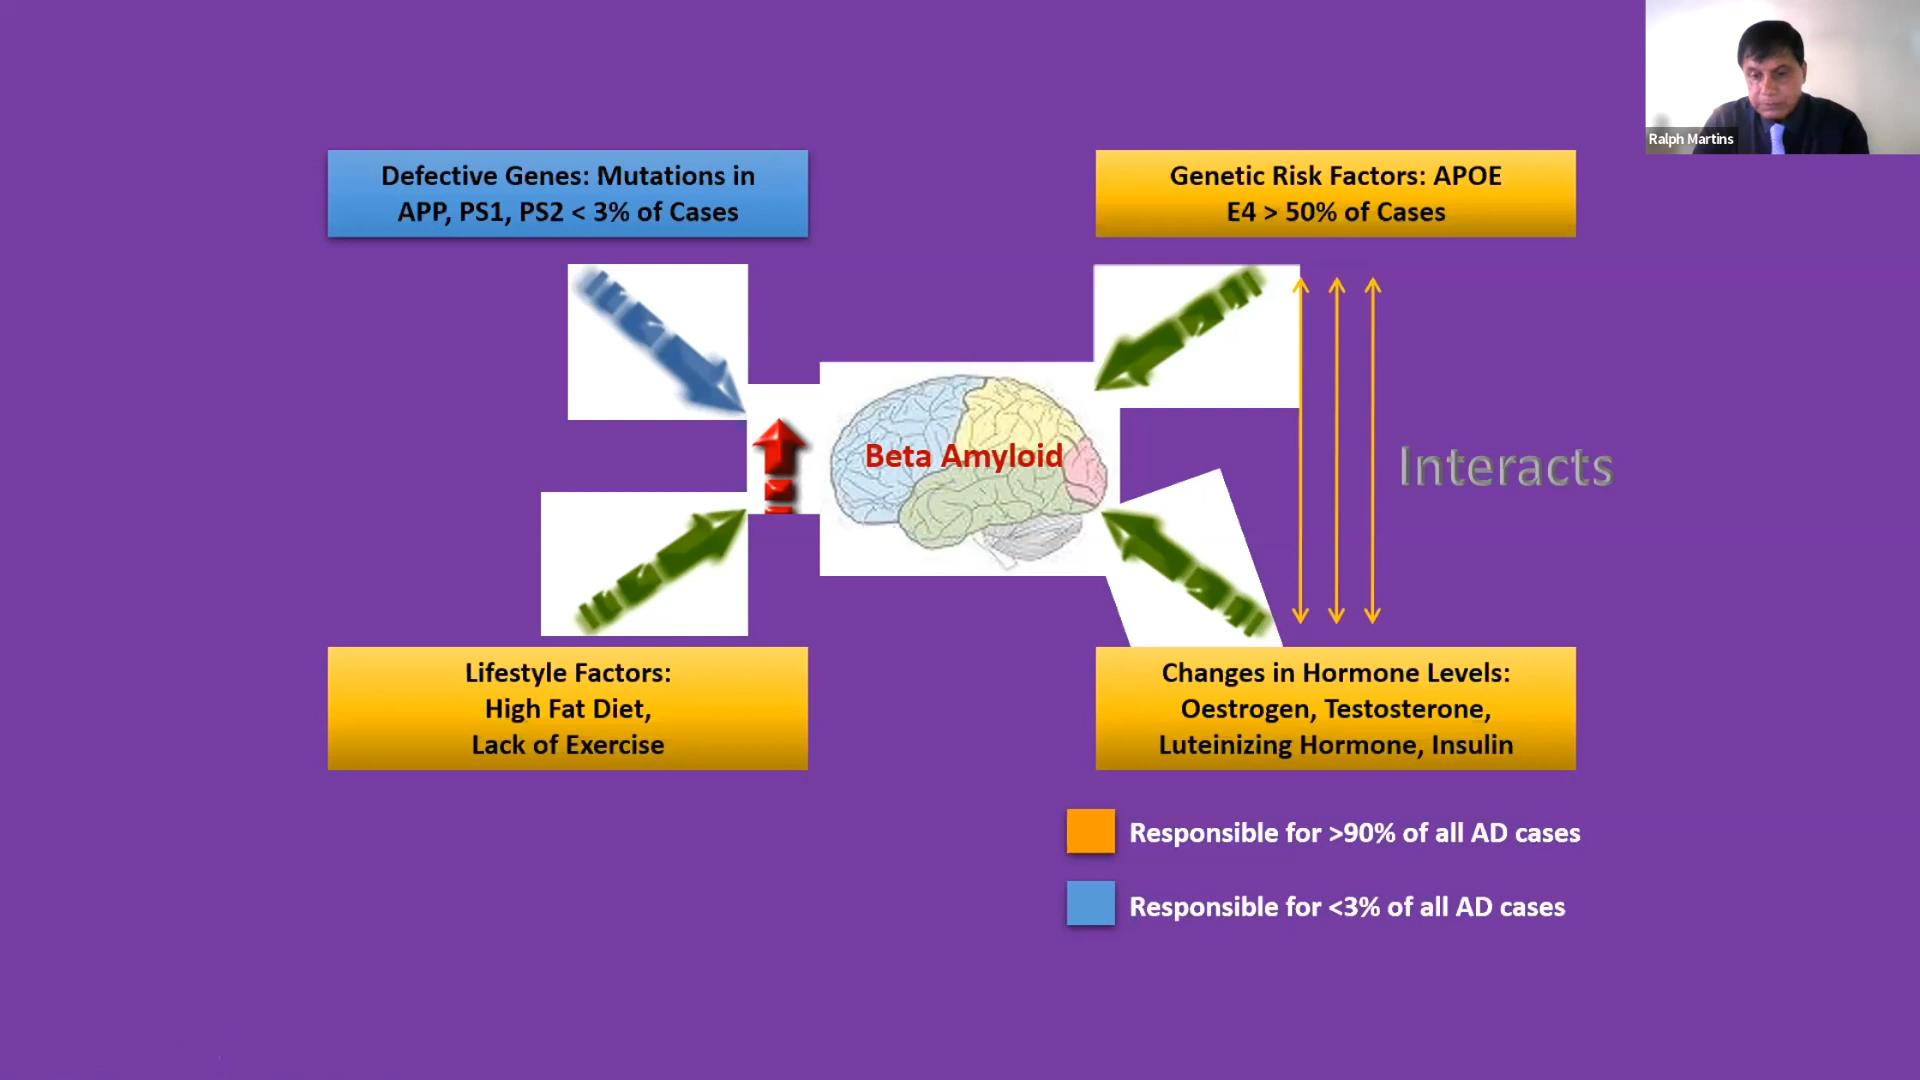 Ralph Martins
Defective Genes: Mutations in
APP, PS1, PS2 < 3% of Cases
Genetic Risk Factors: APOE
E4 > 50% of Cases
Beta Amyloid
Interacts
Lifestyle Factors:
High Fat Diet,
Lack of Exercise
Changes in Hormone Levels:
Oestrogen, Testosterone,
Luteinizing Hormone, Insulin
Responsible for >90% of all AD cases
Responsible for <3% of all AD cases